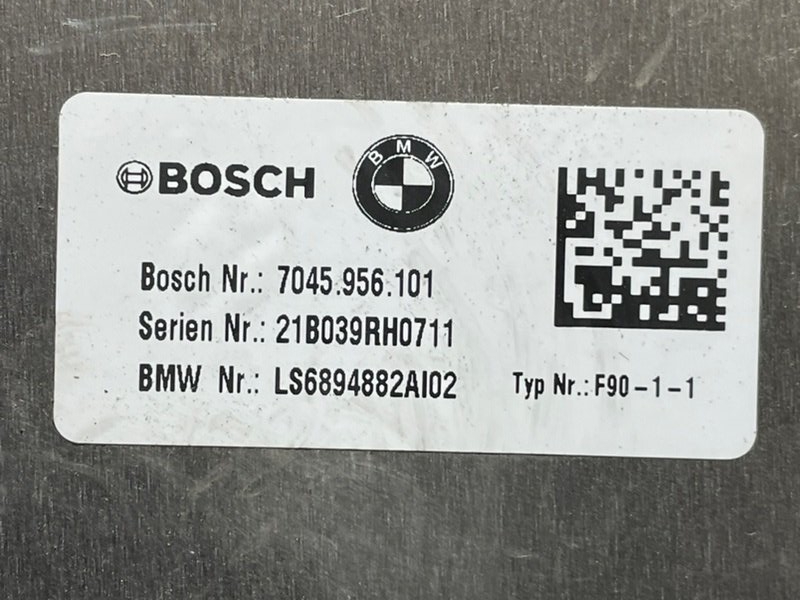 BOSCH
BMW
Bosch Nr.: 7045.956.101
Serien Nr.: 21B039RH0711
BMW Nr.: LS6894882AI02
Typ Nr.: F90-1-1